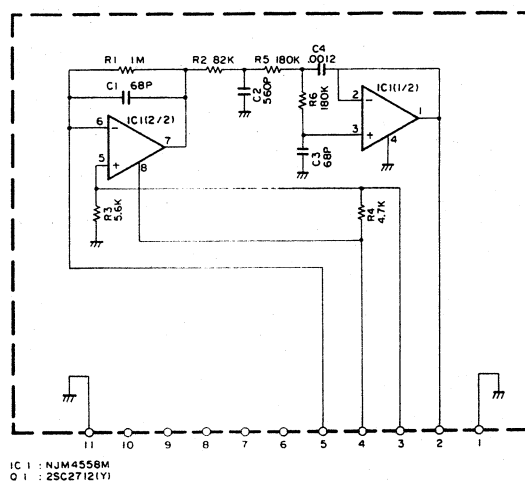 R1 1M
R2 82K
R5 180K
C4
.0012
C1 68P
C2
560P
R6
180K
IC1(2/2)
IC1(1/2)
6 −
5 +
7
8
2 −
3 +
1
4
C3
68P
R3
5.6K
R4
4.7K
11 10 9 8 7 6 5 4 3 2 1
IC 1 : NJM4558M
Q 1 : 2SC2712(Y)